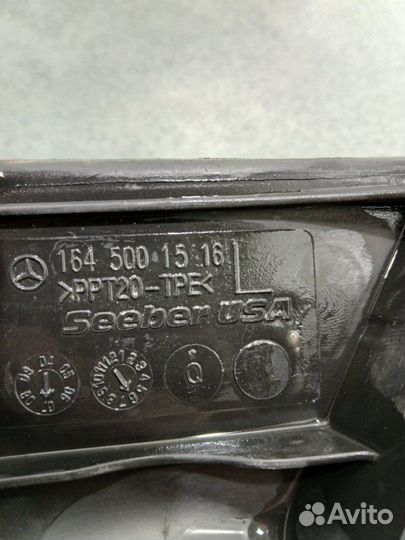 164 500 15 16 L
>PPT20-TPE<
Seeber USA
Q
Avito